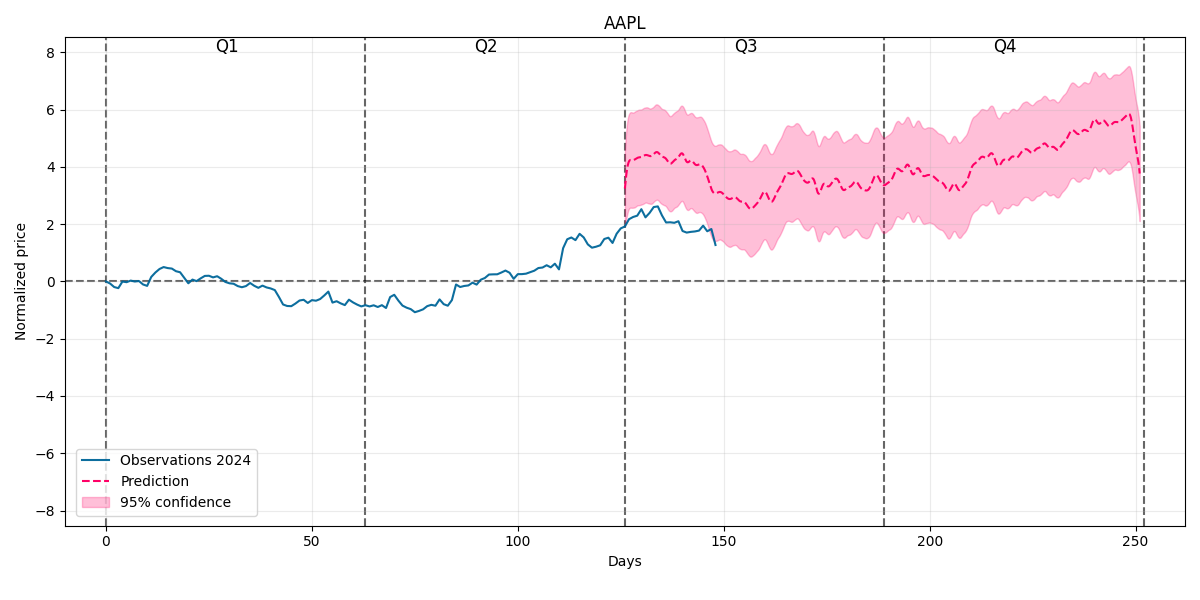 AAPL
Q1 Q2 Q3 Q4
8
6
4
2
0
−2
−4
−6
−8
Normalized price
Observations 2024
Prediction
95% confidence
0 50 100 150 200 250
Days